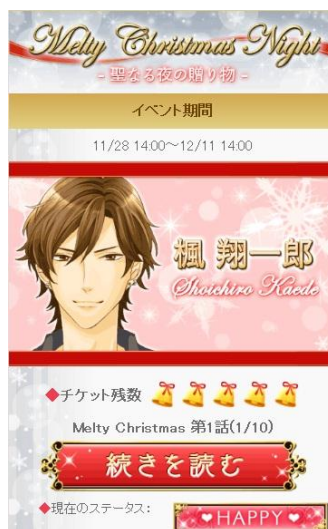 Melty Christmas Night
- 聖なる夜の贈り物 -
イベント期間
11/28 14:00～12/11 14:00
楓 翔一郎
Shoichiro Kaede
◆チケット残数
Melty Christmas 第1話(1/10)
続きを読む
◆現在のステータス：
♥HAPPY♥